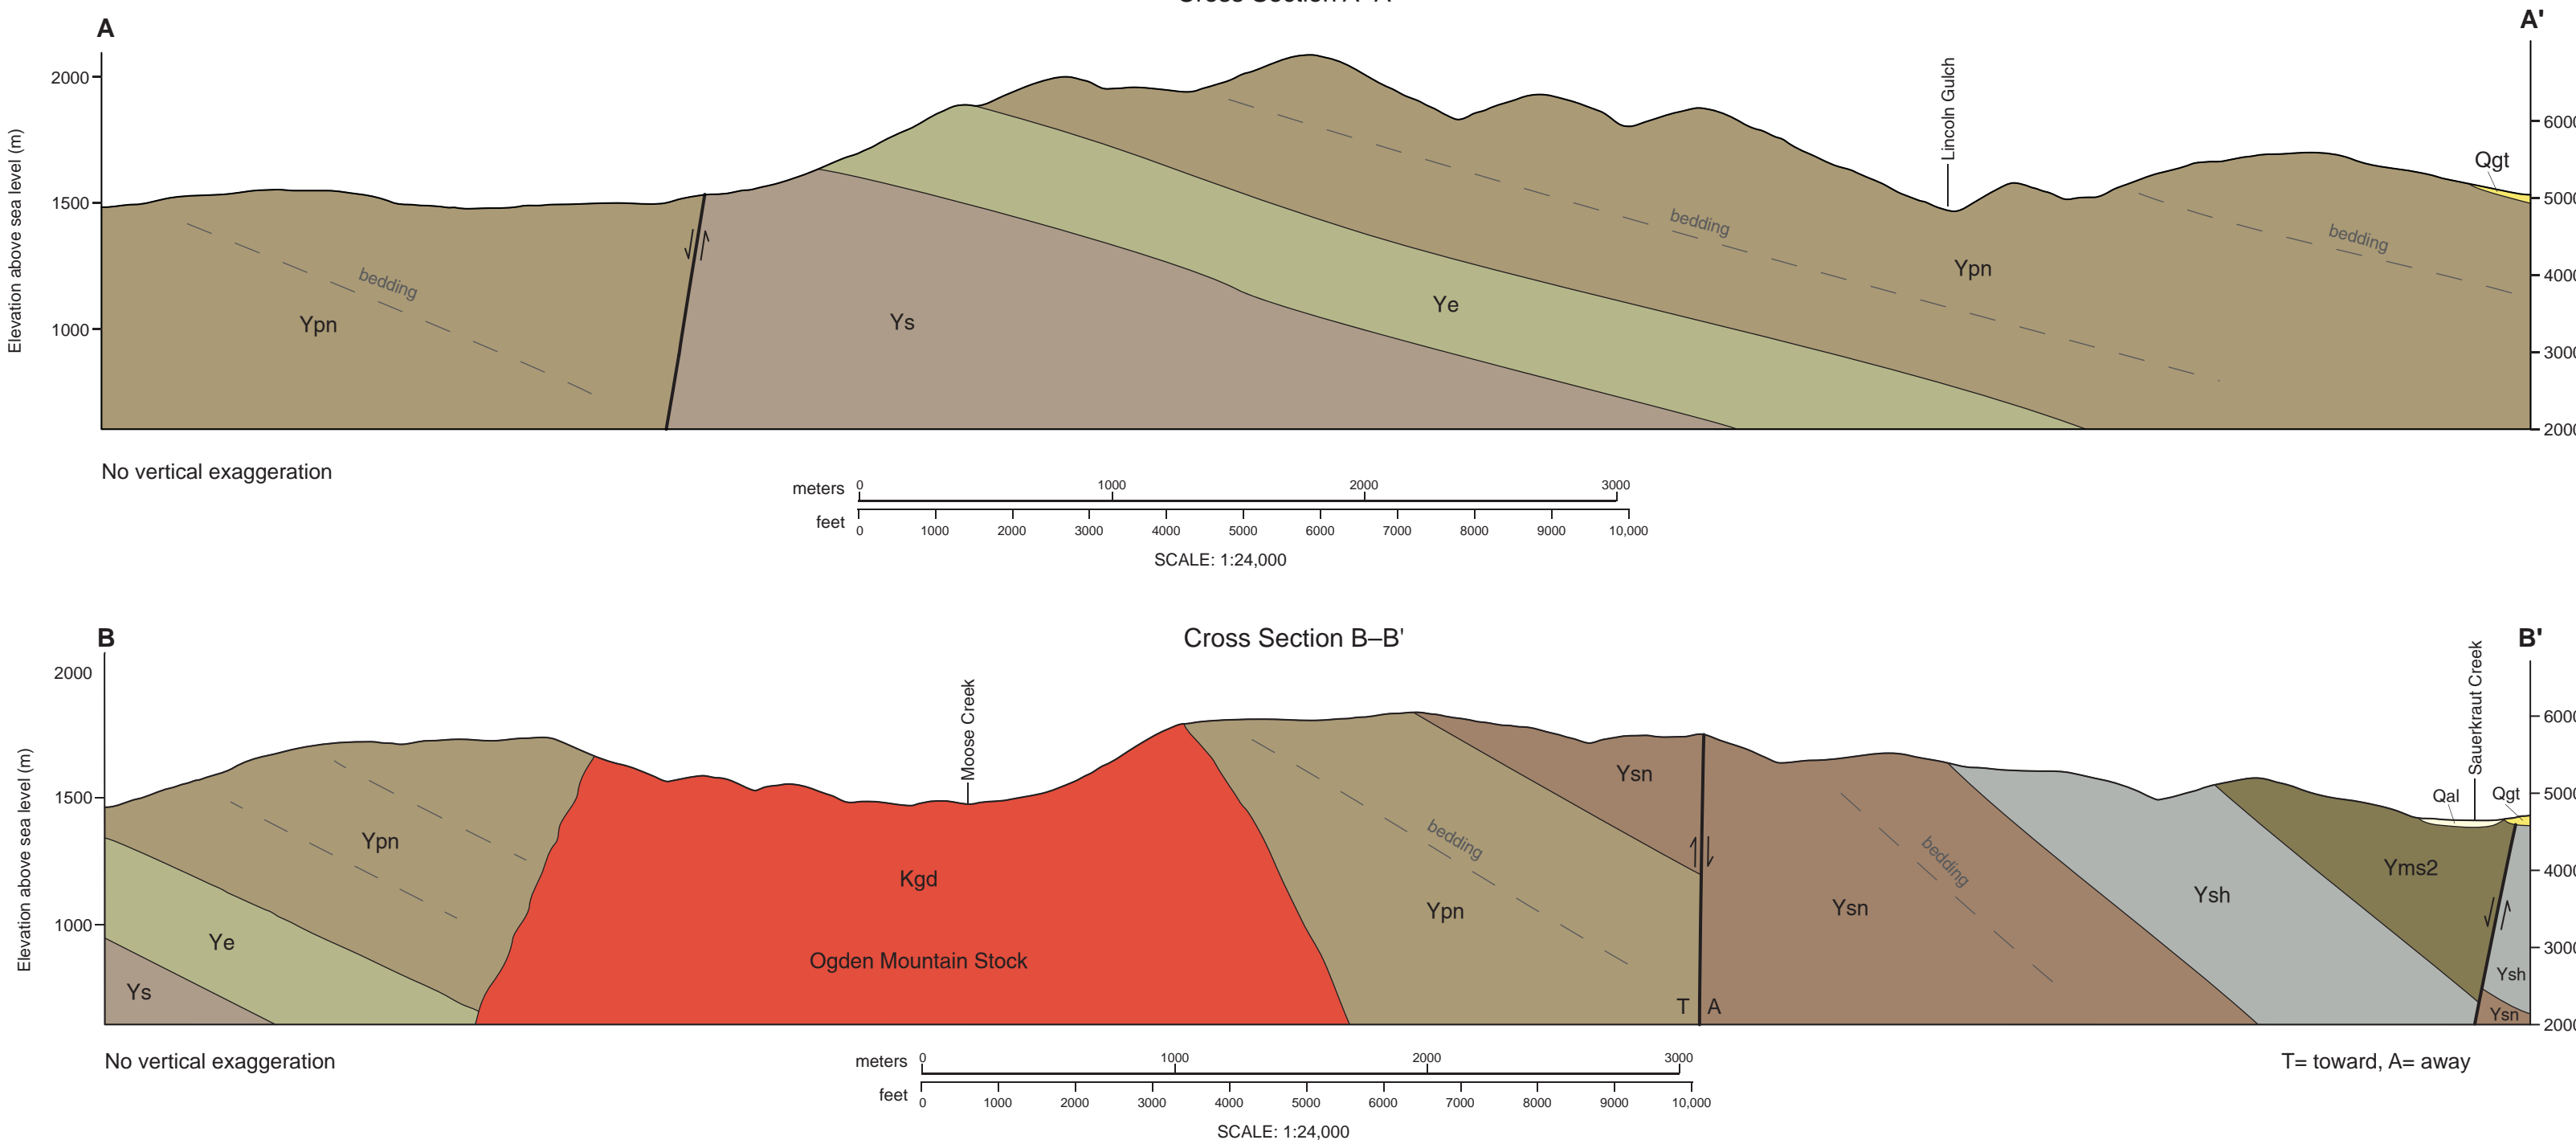 A
A'
2000
1500
1000
Elevation above sea level (m)
6000
5000
4000
3000
2000
Lincoln Gulch
Qgt
bedding
bedding
bedding
Ypn
Ys
Ye
Ypn
No vertical exaggeration
meters 0 1000 2000 3000
feet 0 1000 2000 3000 4000 5000 6000 7000 8000 9000 10,000
SCALE: 1:24,000
B
Cross Section B–B'
B'
2000
1500
1000
Elevation above sea level (m)
6000
5000
4000
3000
2000
Moose Creek
Sauerkraut Creek
Qal
Qgt
Ysn
bedding
bedding
Ypn
Kgd
Yms2
Ysh
Ysn
Ypn
Ye
Ogden Mountain Stock
Ys
Ysh
T A
Ysn
No vertical exaggeration
meters 0 1000 2000 3000
feet 0 1000 2000 3000 4000 5000 6000 7000 8000 9000 10,000
SCALE: 1:24,000
T= toward, A= away